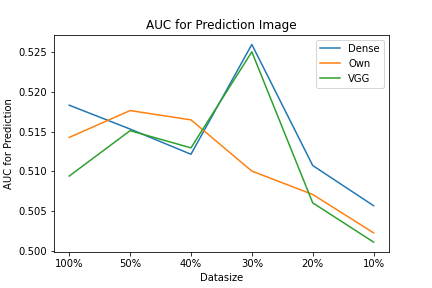 AUC for Prediction Image
Dense
Own
VGG
AUC for Prediction
0.525
0.520
0.515
0.510
0.505
0.500
100%
50%
40%
30%
20%
10%
Datasize